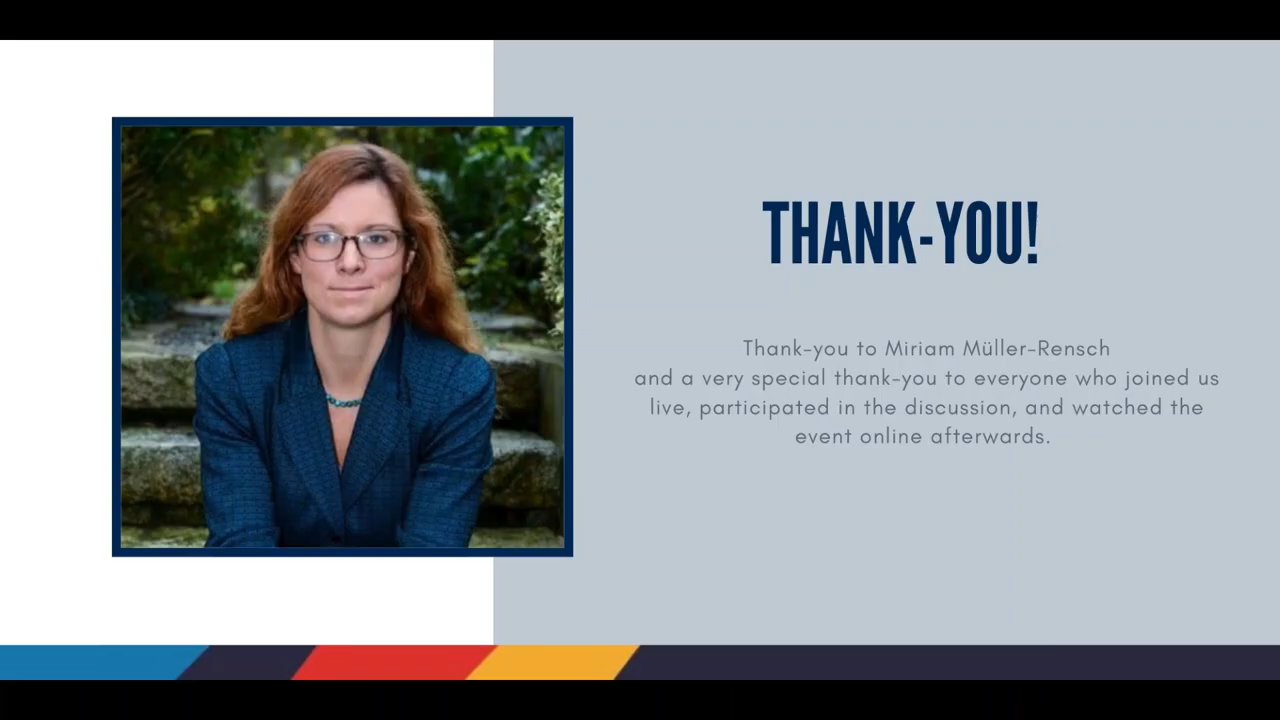 THANK-YOU!
Thank-you to Miriam Müller-Rensch
and a very special thank-you to everyone who joined us
live, participated in the discussion, and watched the
event online afterwards.